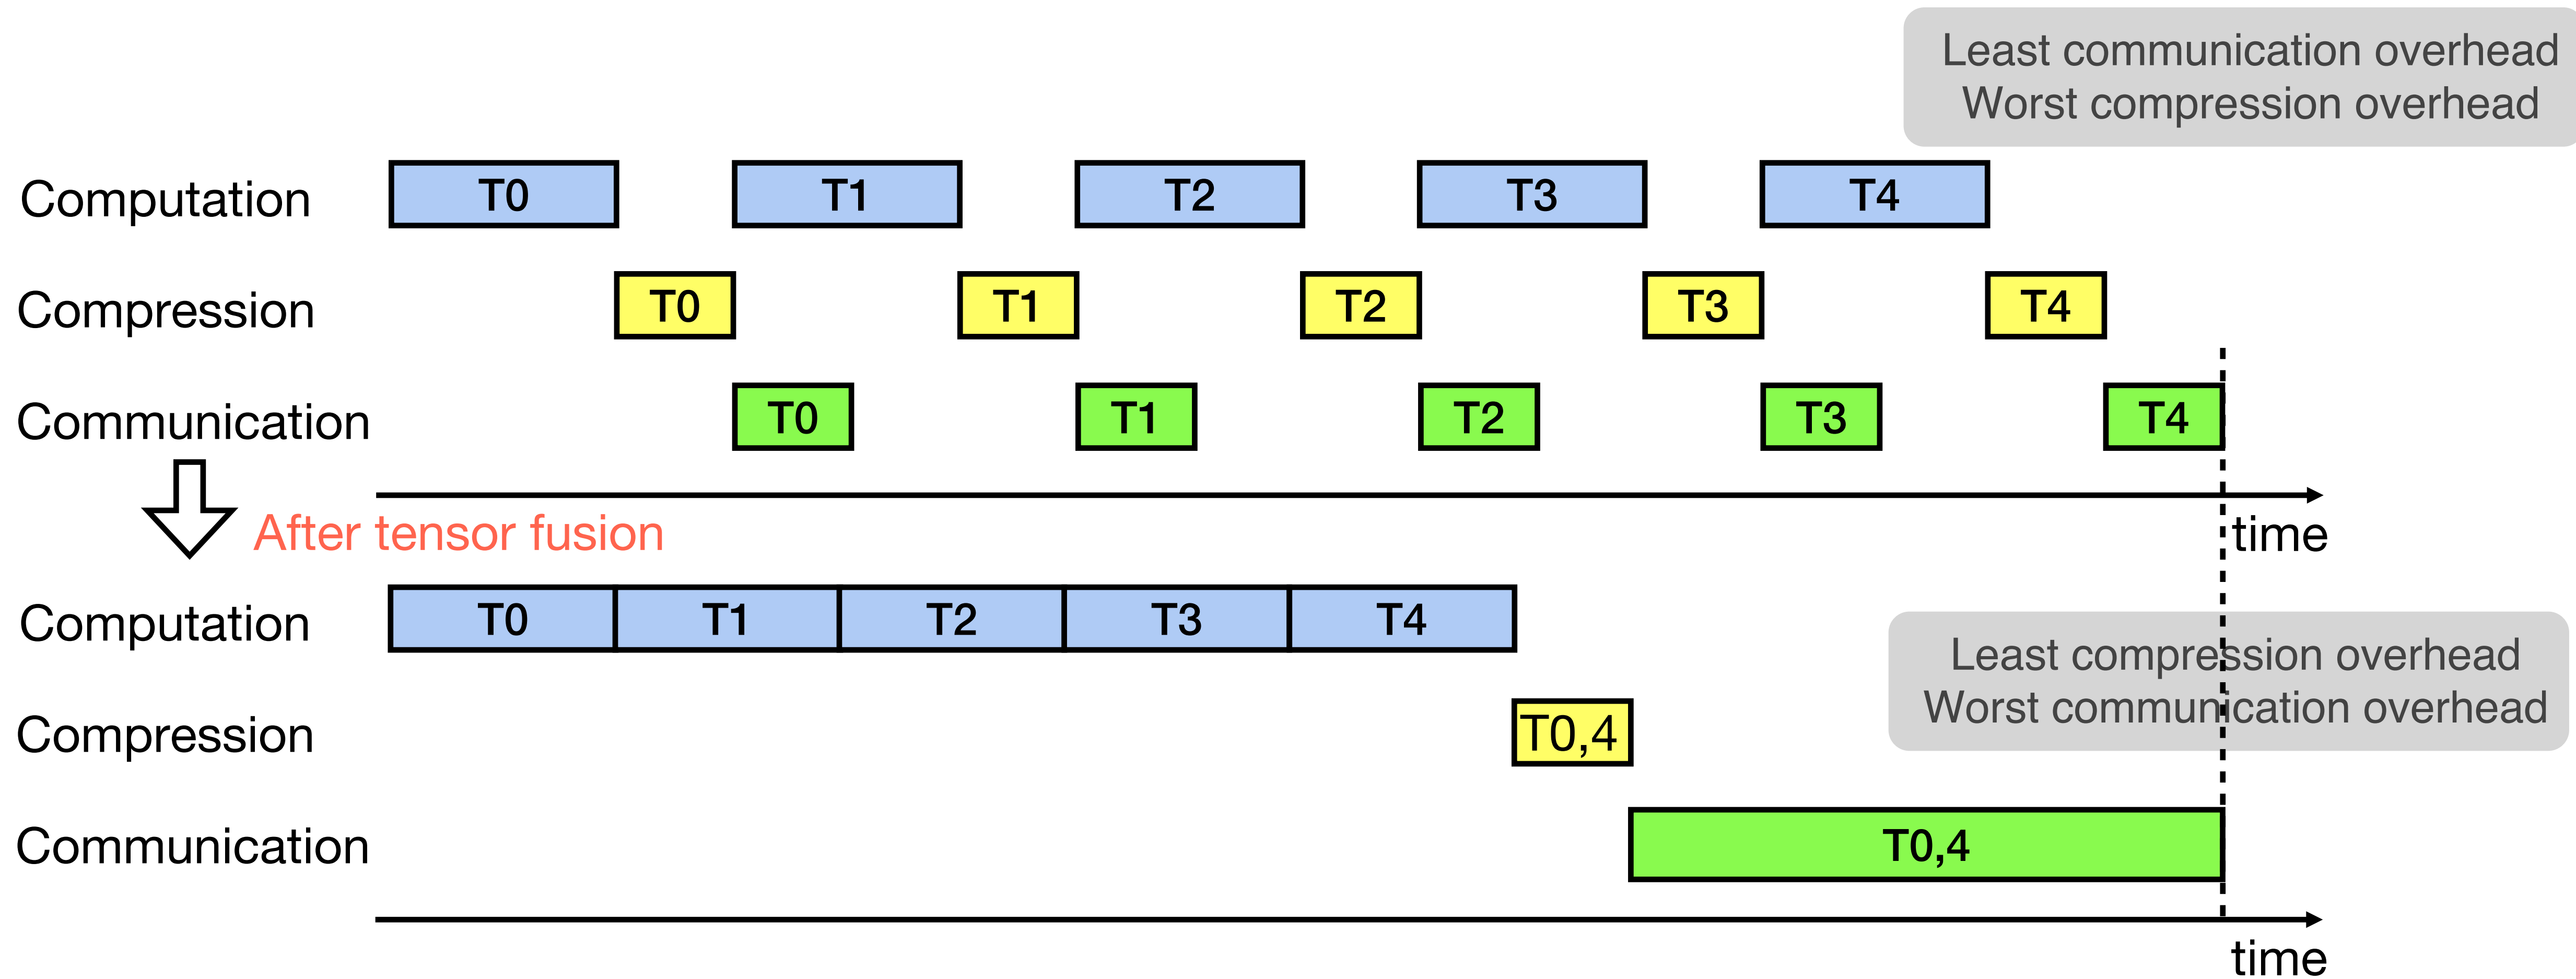 Least communication overhead
Worst compression overhead
Computation T0 T1 T2 T3 T4
Compression T0 T1 T2 T3 T4
Communication T0 T1 T2 T3 T4
After tensor fusion
time
Computation T0 T1 T2 T3 T4
Least compression overhead
Worst communication overhead
Compression T0,4
Communication T0,4
time